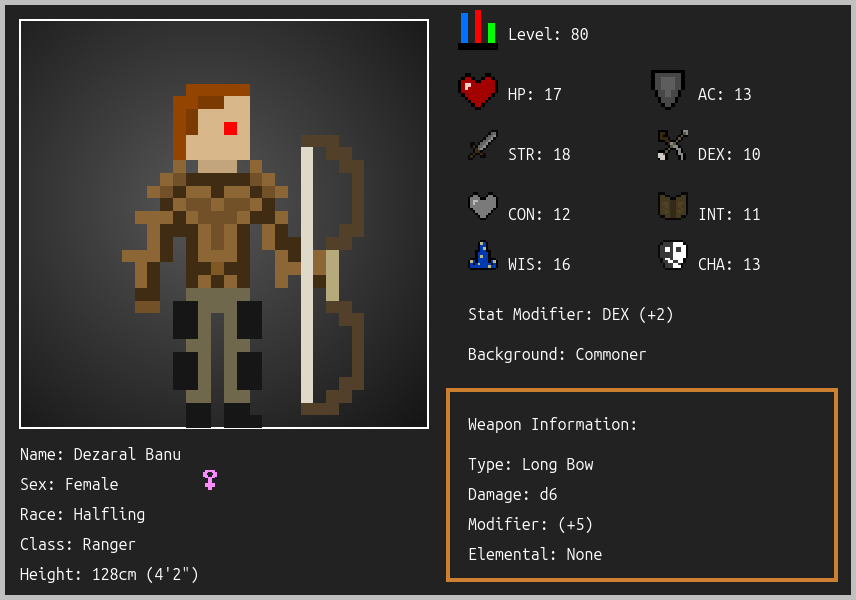 Level: 80
HP: 17
AC: 13
STR: 18
DEX: 10
CON: 12
INT: 11
WIS: 16
CHA: 13
Stat Modifier: DEX (+2)
Background: Commoner
Weapon Information:
Type: Long Bow
Damage: d6
Modifier: (+5)
Elemental: None
Name: Dezaral Banu
Sex: Female
Race: Halfling
Class: Ranger
Height: 128cm (4'2")